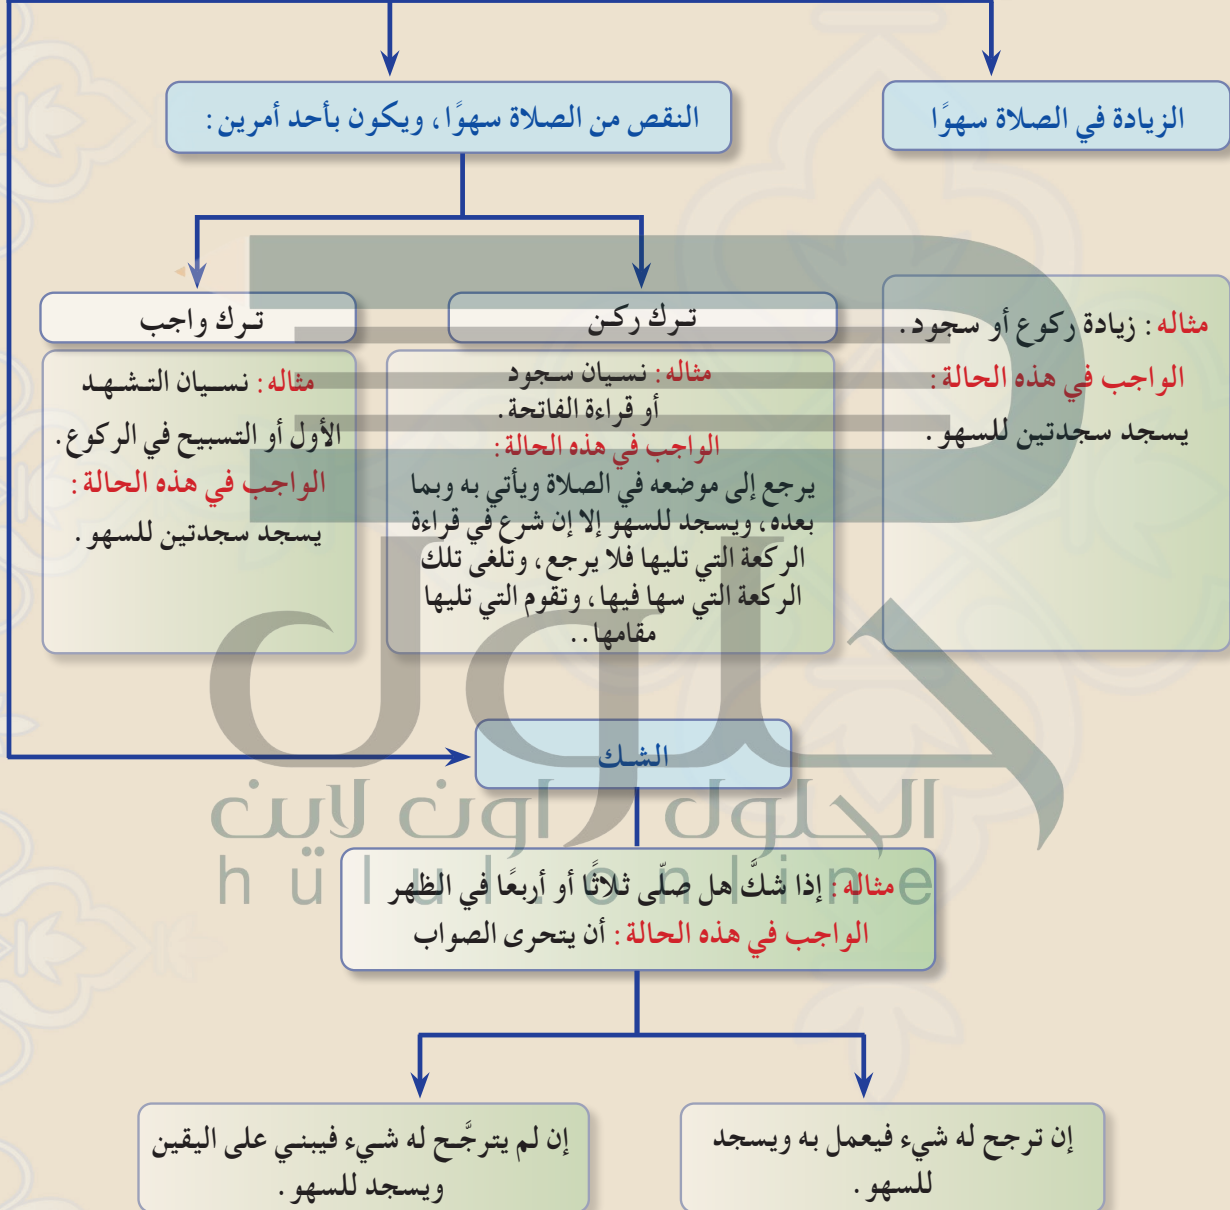 الزيادة في الصلاة سهوًا
النقص من الصلاة سهوًا، ويكون بأحد أمرين:
مثاله: زيادة ركوع أو سجود.
الواجب في هذه الحالة:
يسجد سجدتين للسهو.
ترك ركن
مثاله: نسيان سجود
أو قراءة الفاتحة.
الواجب في هذه الحالة:
يرجع إلى موضعه في الصلاة ويأتي به وبما
بعده، ويسجد للسهو إلا إن شرع في قراءة
الركعة التي تليها فلا يرجع، وتلغى تلك
الركعة التي سها فيها، وتقوم التي تليها
مقامها..
ترك واجب
مثاله: نسيان التشهد
الأول أو التسبيح في الركوع.
الواجب في هذه الحالة:
يسجد سجدتين للسهو.
الشك
مثاله: إذا شكَّ هل صلّى ثلاثًا أو أربعًا في الظهر
الواجب في هذه الحالة: أن يتحرى الصواب
إن ترجح له شيء فيعمل به ويسجد
للسهو.
إن لم يترجَّح له شيء فيبني على اليقين
ويسجد للسهو.
حلول
الحلول اون لاين
hülul.online